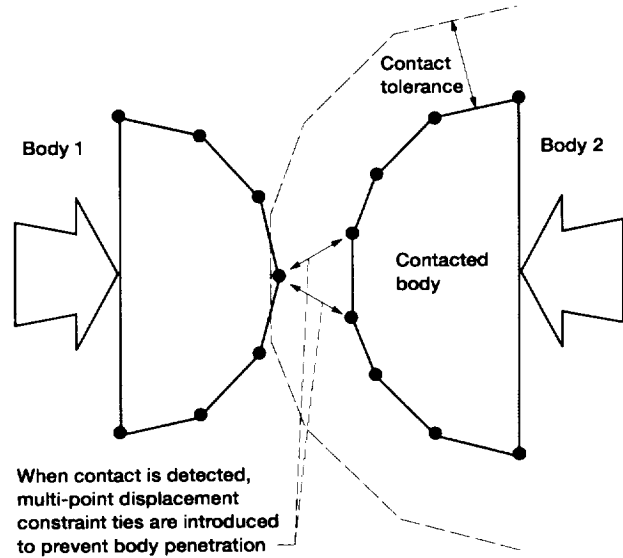 Contact
tolerance
Body 1
Body 2
Contacted
body
When contact is detected,
multi-point displacement
constraint ties are introduced
to prevent body penetration